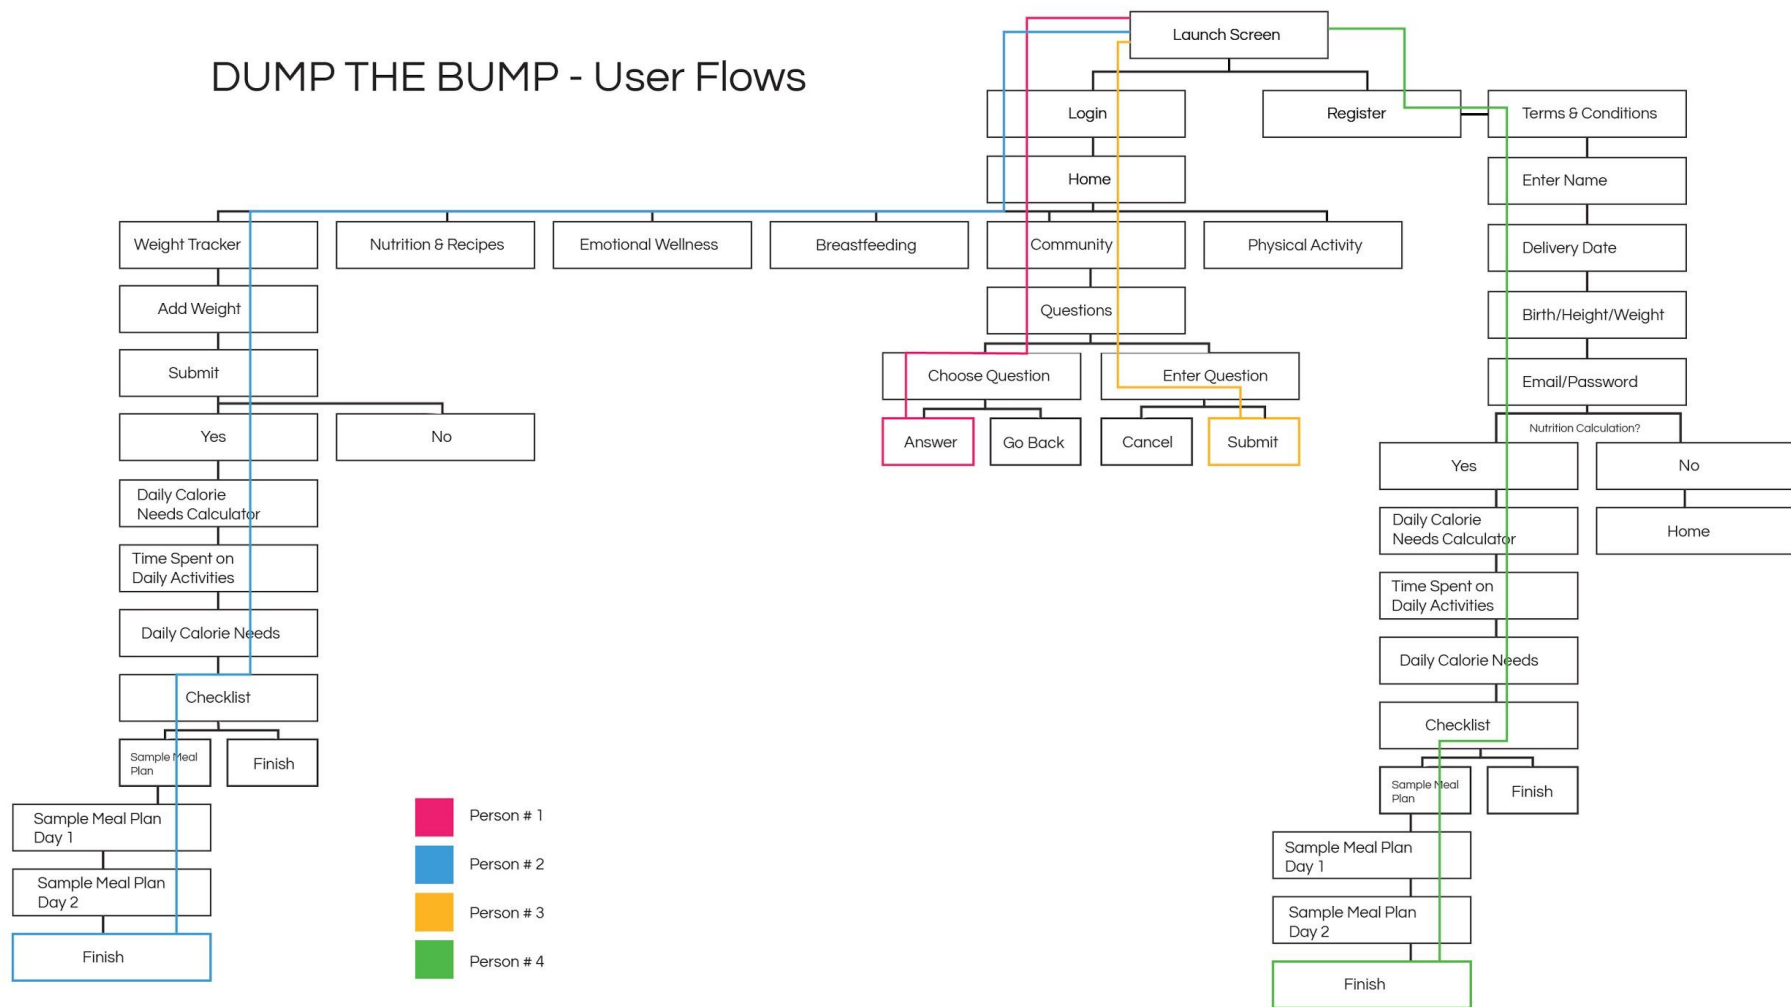 DUMP THE BUMP - User Flows
Launch Screen
Login
Register
Terms & Conditions
Home
Enter Name
Weight Tracker
Nutrition & Recipes
Emotional Wellness
Breastfeeding
Community
Physical Activity
Delivery Date
Add Weight
Questions
Birth/Height/Weight
Submit
Choose Question
Enter Question
Email/Password
Nutrition Calculation?
Yes
No
Answer
Go Back
Cancel
Submit
Yes
No
Daily Calorie
Needs Calculator
Daily Calorie
Needs Calculator
Home
Time Spent on
Daily Activities
Time Spent on
Daily Activities
Daily Calorie Needs
Daily Calorie Needs
Checklist
Checklist
Sample Meal
Plan
Finish
Sample Meal
Plan
Finish
Sample Meal Plan
Day 1
Person # 1
Sample Meal Plan
Day 1
Person # 2
Sample Meal Plan
Day 2
Person # 3
Sample Meal Plan
Day 2
Finish
Person # 4
Finish